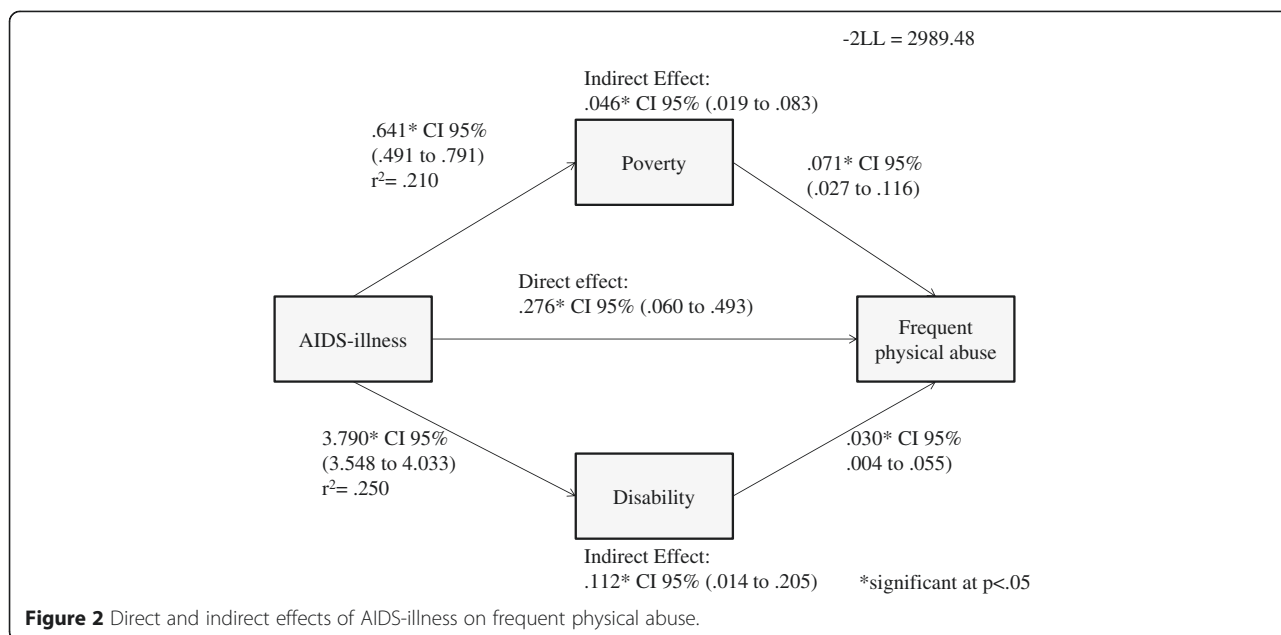 -2LL = 2989.48
Indirect Effect:
.046* CI 95% (.019 to .083)
.641* CI 95%
(.491 to .791)
r²= .210
Poverty
.071* CI 95%
(.027 to .116)
Direct effect:
.276* CI 95% (.060 to .493)
AIDS-illness
Frequent
physical abuse
3.790* CI 95%
(3.548 to 4.033)
r²= .250
.030* CI 95%
.004 to .055)
Disability
Indirect Effect:
.112* CI 95% (.014 to .205)
*significant at p<.05
Figure 2 Direct and indirect effects of AIDS-illness on frequent physical abuse.